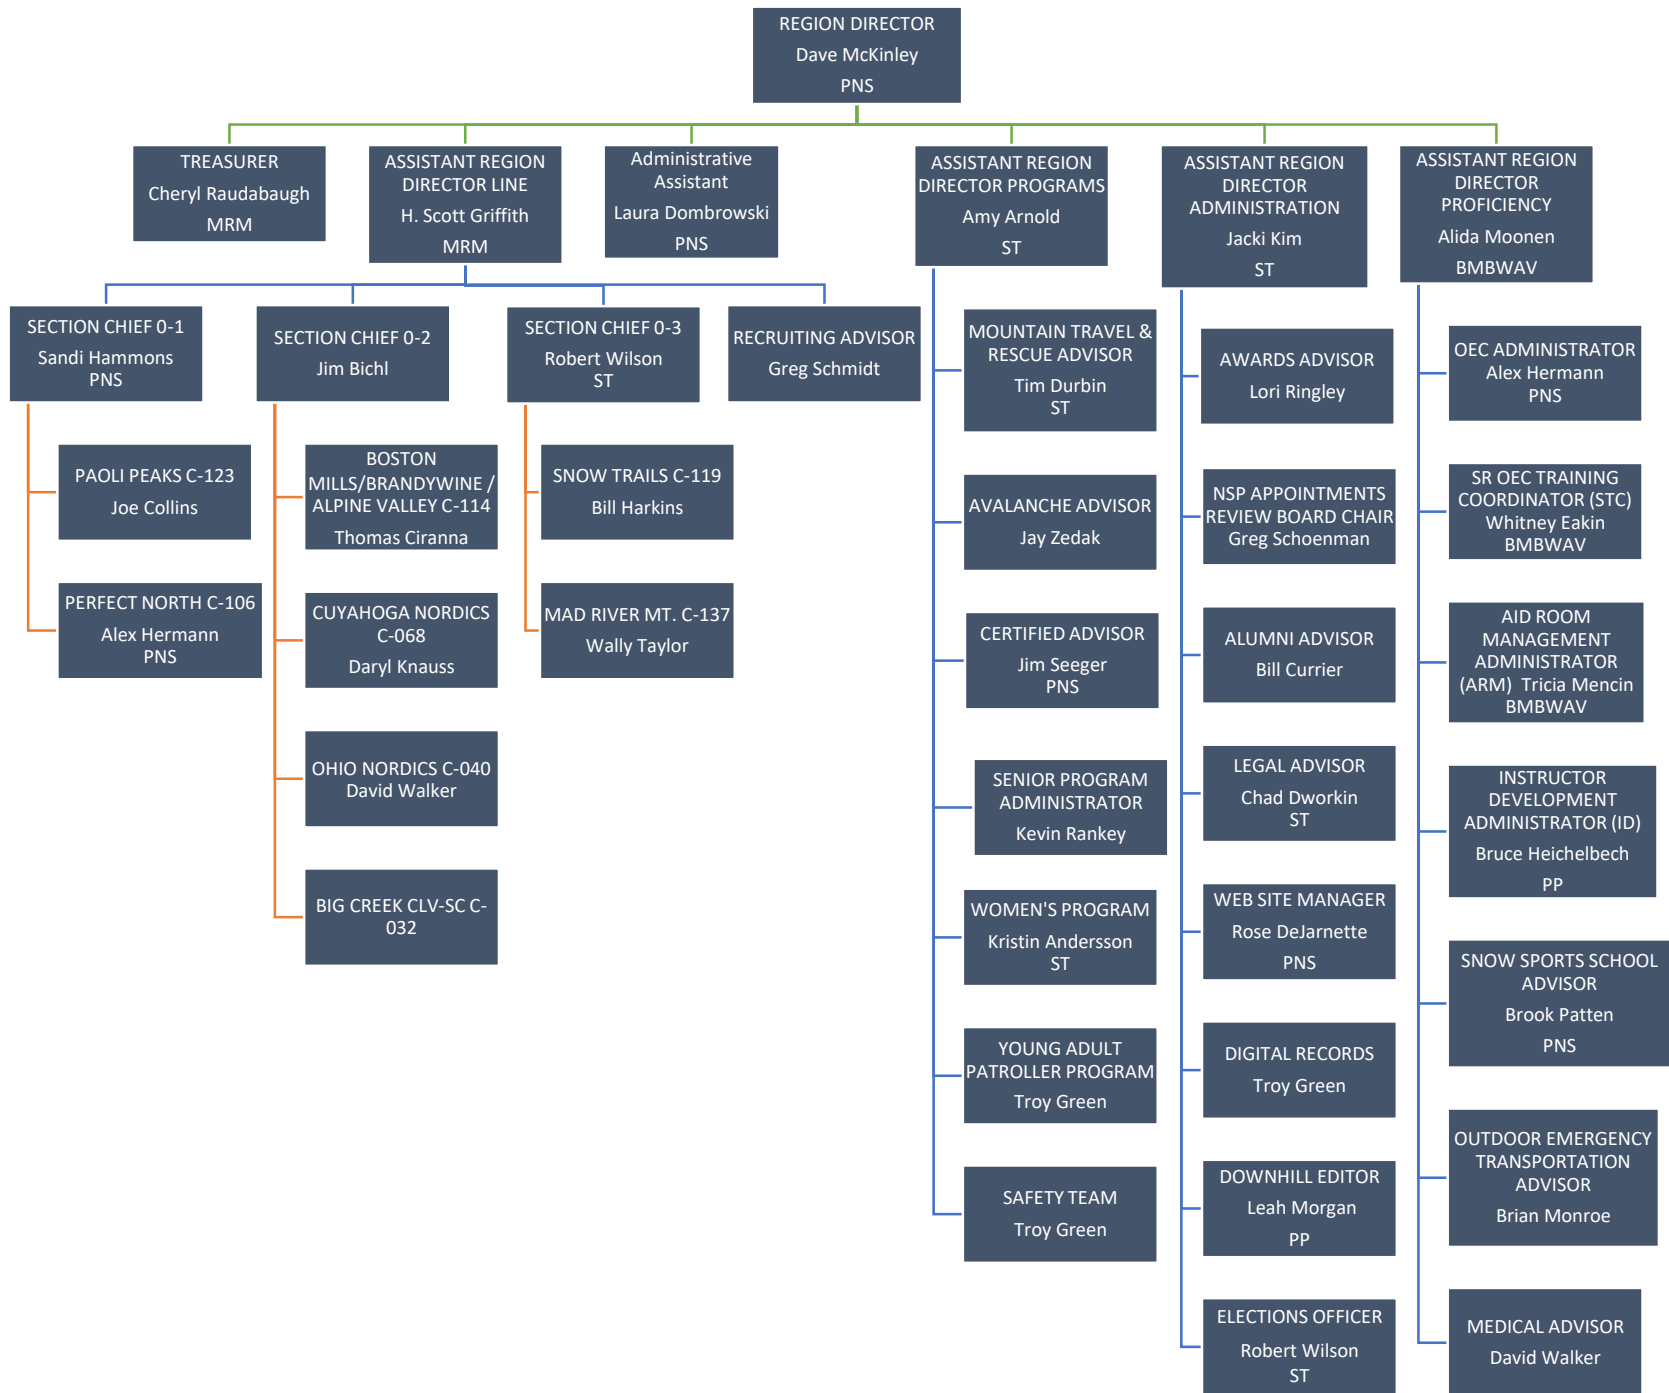 REGION DIRECTOR
Dave McKinley
PNS
TREASURER
Cheryl Raudabaugh
MRM
ASSISTANT REGION
DIRECTOR LINE
H. Scott Griffith
MRM
Administrative
Assistant
Laura Dombrowski
PNS
ASSISTANT REGION
DIRECTOR PROGRAMS
Amy Arnold
ST
ASSISTANT REGION
DIRECTOR
ADMINISTRATION
Jacki Kim
ST
ASSISTANT REGION
DIRECTOR
PROFICIENCY
Alida Moonen
BMBWAV
SECTION CHIEF 0-1
Sandi Hammons
PNS
SECTION CHIEF 0-2
Jim Bichl
SECTION CHIEF 0-3
Robert Wilson
ST
RECRUITING ADVISOR
Greg Schmidt
PAOLI PEAKS C-123
Joe Collins
PERFECT NORTH C-106
Alex Hermann
PNS
BOSTON
MILLS/BRANDYWINE /
ALPINE VALLEY C-114
Thomas Ciranna
CUYAHOGA NORDICS
C-068
Daryl Knauss
OHIO NORDICS C-040
David Walker
BIG CREEK CLV-SC C-
032
SNOW TRAILS C-119
Bill Harkins
MAD RIVER MT. C-137
Wally Taylor
MOUNTAIN TRAVEL &
RESCUE ADVISOR
Tim Durbin
ST
AVALANCHE ADVISOR
Jay Zedak
CERTIFIED ADVISOR
Jim Seeger
PNS
SENIOR PROGRAM
ADMINISTRATOR
Kevin Rankey
WOMEN'S PROGRAM
Kristin Andersson
ST
YOUNG ADULT
PATROLLER PROGRAM
Troy Green
SAFETY TEAM
Troy Green
AWARDS ADVISOR
Lori Ringley
NSP APPOINTMENTS
REVIEW BOARD CHAIR
Greg Schoenman
ALUMNI ADVISOR
Bill Currier
LEGAL ADVISOR
Chad Dworkin
ST
WEB SITE MANAGER
Rose DeJarnette
PNS
DIGITAL RECORDS
Troy Green
DOWNHILL EDITOR
Leah Morgan
PP
ELECTIONS OFFICER
Robert Wilson
ST
OEC ADMINISTRATOR
Alex Hermann
PNS
SR OEC TRAINING
COORDINATOR (STC)
Whitney Eakin
BMBWAV
AID ROOM
MANAGEMENT
ADMINISTRATOR
(ARM) Tricia Mencin
BMBWAV
INSTRUCTOR
DEVELOPMENT
ADMINISTRATOR (ID)
Bruce Heichelbech
PP
SNOW SPORTS SCHOOL
ADVISOR
Brook Patten
PNS
OUTDOOR EMERGENCY
TRANSPORTATION
ADVISOR
Brian Monroe
MEDICAL ADVISOR
David Walker